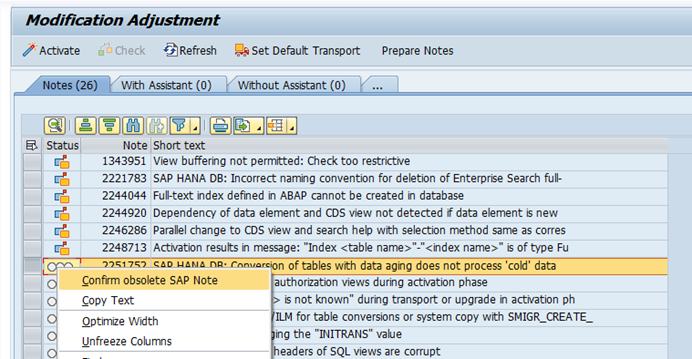 Modification Adjustment
Activate Check Refresh Set Default Transport Prepare Notes
Notes (26) With Assistant (0) Without Assistant (0) ...
Status Note Short text
1343951 View buffering not permitted: Check too restrictive
2221783 SAP HANA DB: Incorrect naming convention for deletion of Enterprise Search full-
2244044 Full-text index defined in ABAP cannot be created in database
2244920 Dependency of data element and CDS view not detected if data element is new
2246286 Parallel change to CDS view and search help with selection method same as corres
2248713 Activation results in message: "Index <table name>"-"<index name>" is of type Fu
2251752 SAP HANA DB: Conversion of tables with data aging does not process 'cold' data
Confirm obsolete SAP Note authorization views during activation phase
Copy Text > is not known" during transport or upgrade in activation ph
Optimize Width /ILM for table conversions or system copy with SMIGR_CREATE_
Unfreeze Columns ging the "INITRANS" value
headers of SQL views are corrupt